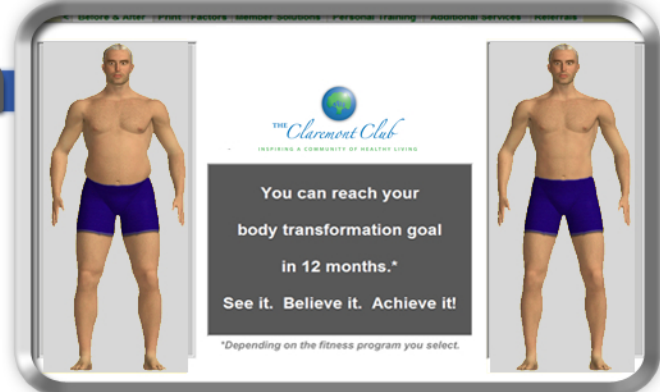 < Before & After Print Factors Member Solutions Personal Training Additional Services Referrals
THE Claremont Club
INSPIRING A COMMUNITY OF HEALTHY LIVING
You can reach your
body transformation goal
in 12 months.*
See it. Believe it. Achieve it!
*Depending on the fitness program you select.